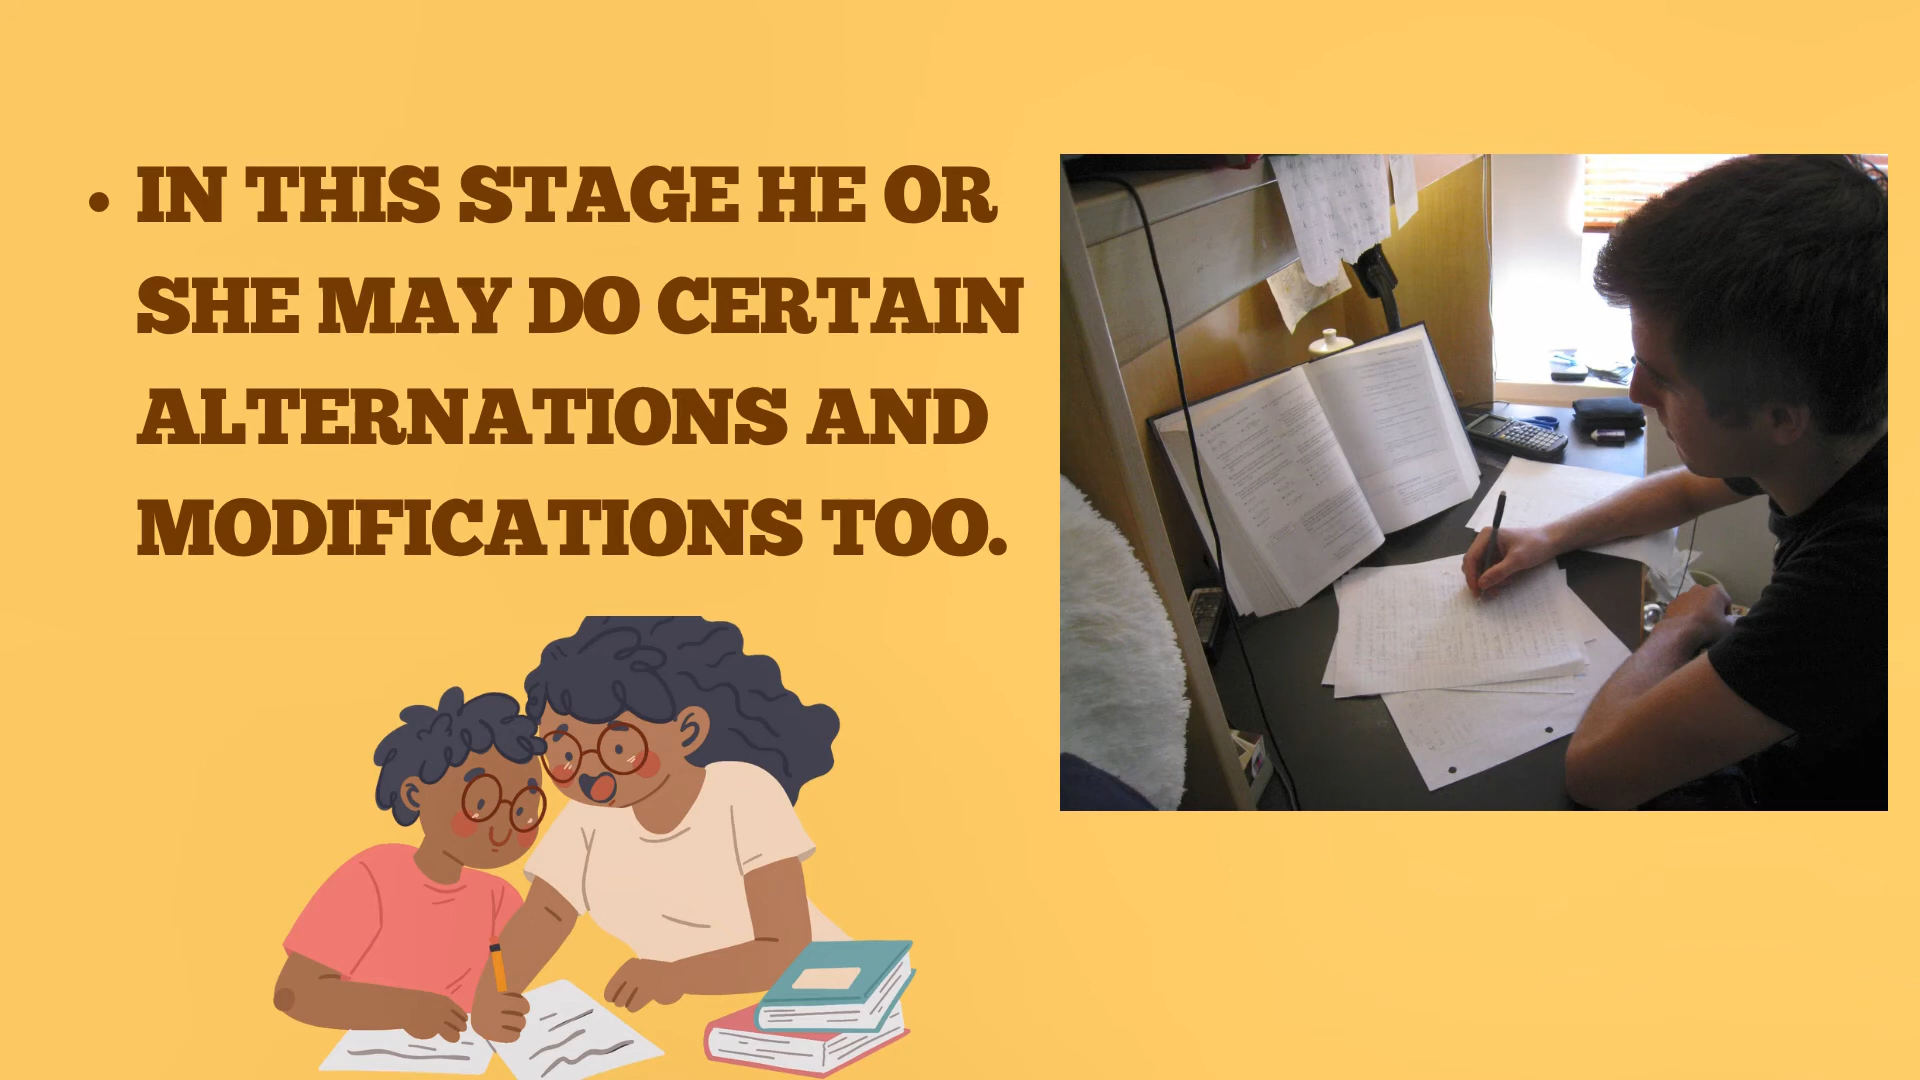 • IN THIS STAGE HE OR
SHE MAY DO CERTAIN
ALTERNATIONS AND
MODIFICATIONS TOO.